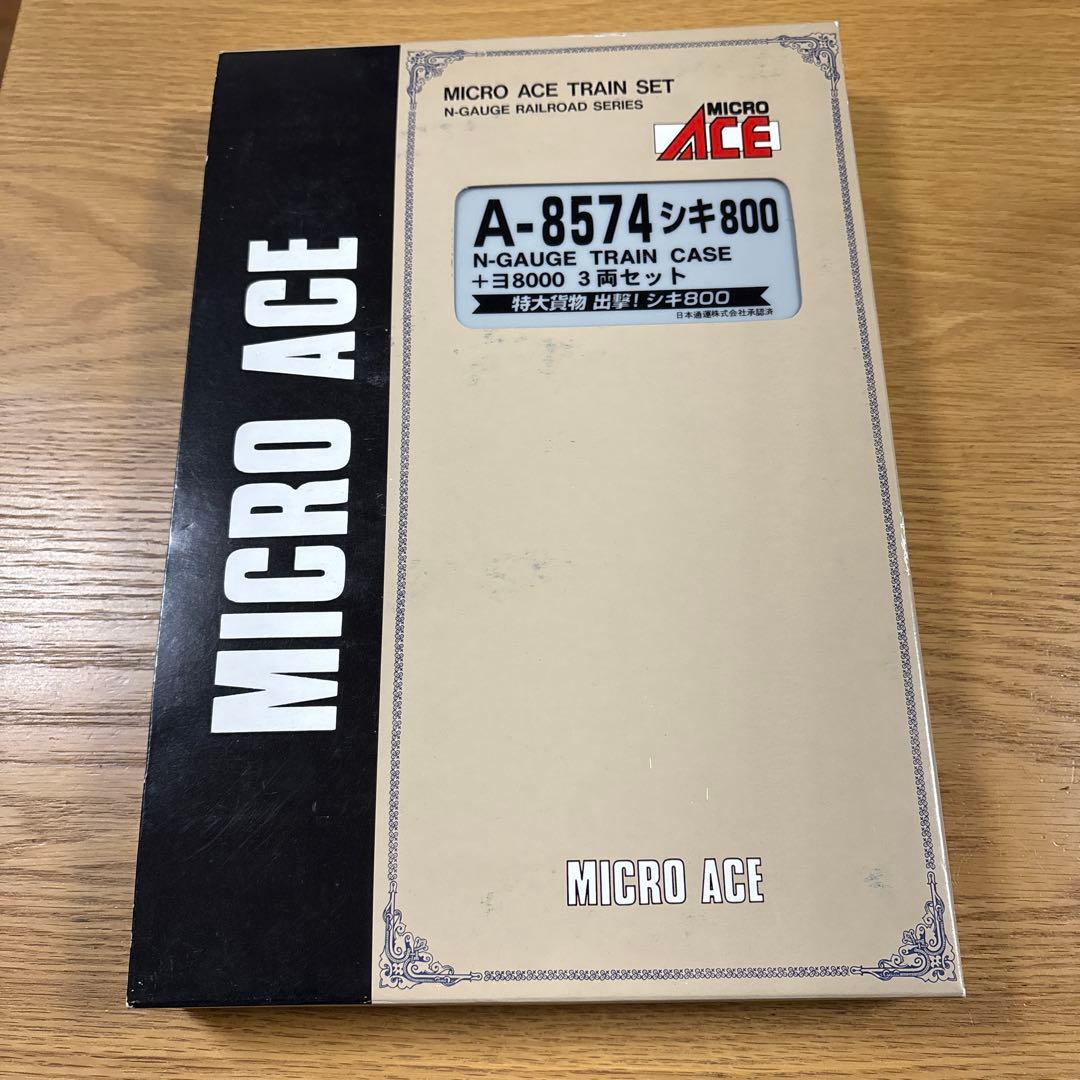 MICRO ACE
MICRO ACE TRAIN SET
N-GAUGE RAILROAD SERIES
MICRO
ACE
A-8574 シキ800
N-GAUGE TRAIN CASE
+ヨ8000 3両セット
特大貨物 出撃! シキ800
日本通運株式会社承認済
MICRO ACE